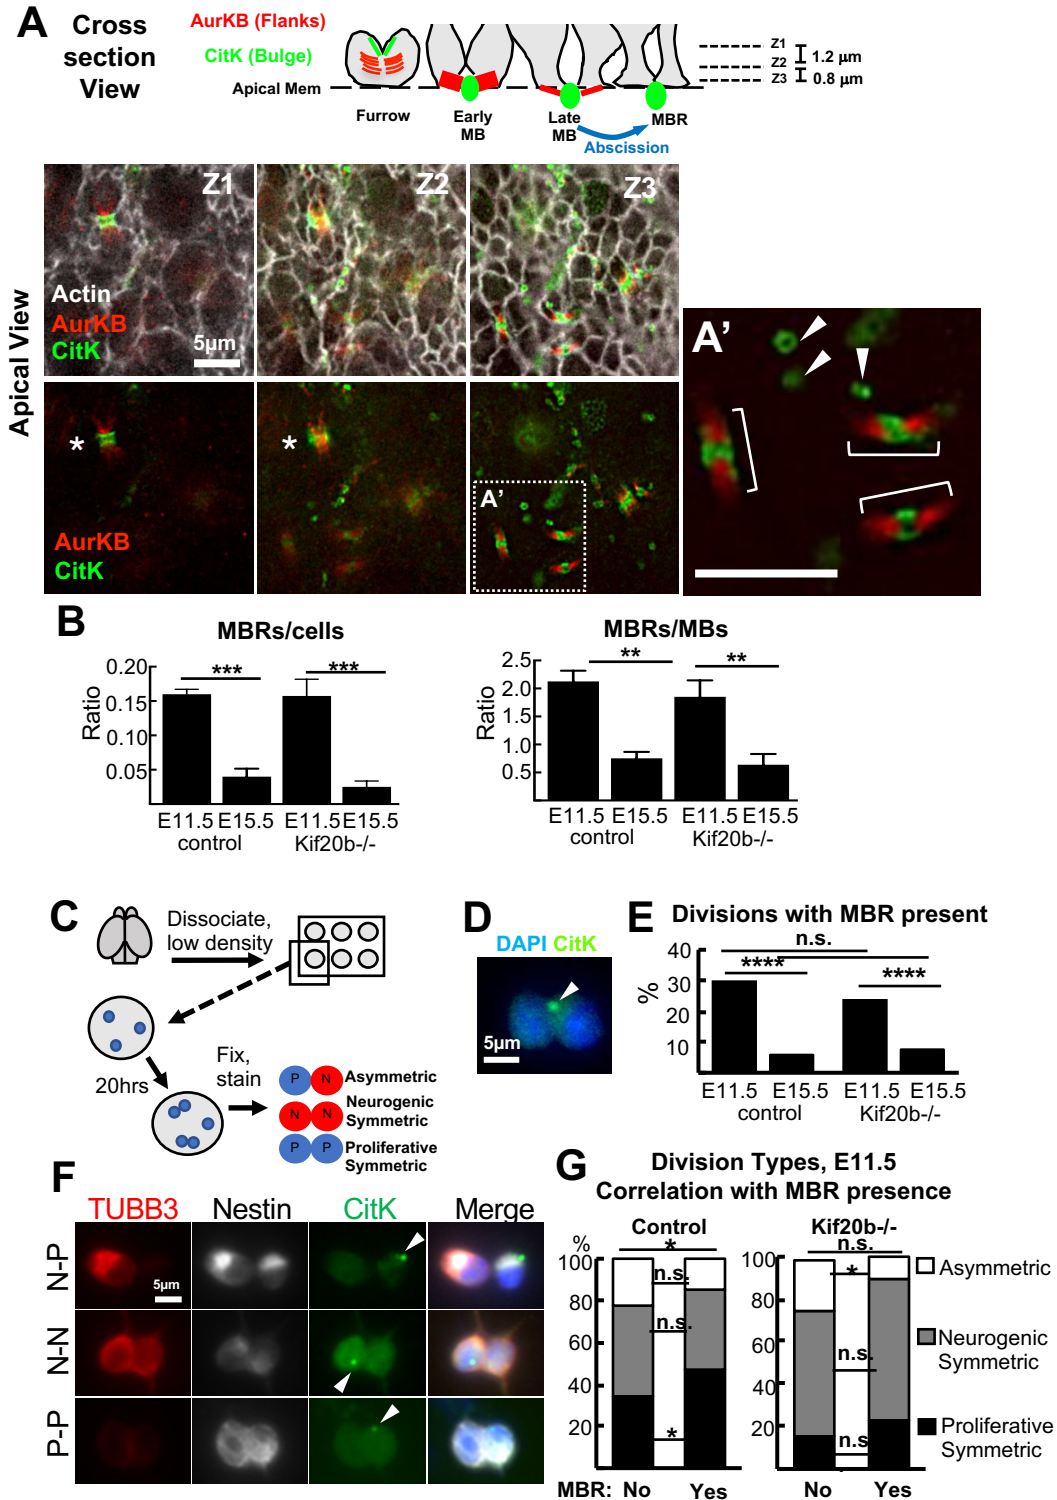 A Cross section View
AurKB (Flanks)
CitK (Bulge)
Apical Mem
Furrow
Early MB
Late MB
MBR
Abscission
Z1
Z2
Z3
1.2 μm
0.8 μm
Apical View
Z1
Z2
Z3
Actin
AurKB
CitK
5μm
A'
*
*
A'
AurKB
CitK
B
MBRs/cells
Ratio
0.20
0.15
0.10
0.05
***
***
E11.5 E15.5 E11.5 E15.5
control Kif20b-/-
MBRs/MBs
Ratio
2.5
2.0
1.5
1.0
0.5
**
**
E11.5 E15.5 E11.5 E15.5
control Kif20b-/-
C
Dissociate, low density
20hrs
Fix, stain
P N Asymmetric
N N Neurogenic Symmetric
P P Proliferative Symmetric
D
DAPI CitK
5μm
E Divisions with MBR present
%
40
30
20
10
n.s.
****
****
E11.5 E15.5 E11.5 E15.5
control Kif20b-/-
F
TUBB3 Nestin CitK Merge
N-P
5μm
N-N
P-P
G Division Types, E11.5
Correlation with MBR presence
Control
%
100
80
60
40
20
*
n.s.
n.s.
*
MBR: No Yes
Kif20b-/-
100
80
60
40
20
n.s.
*
n.s.
n.s
No Yes
Asymmetric
Neurogenic Symmetric
Proliferative Symmetric